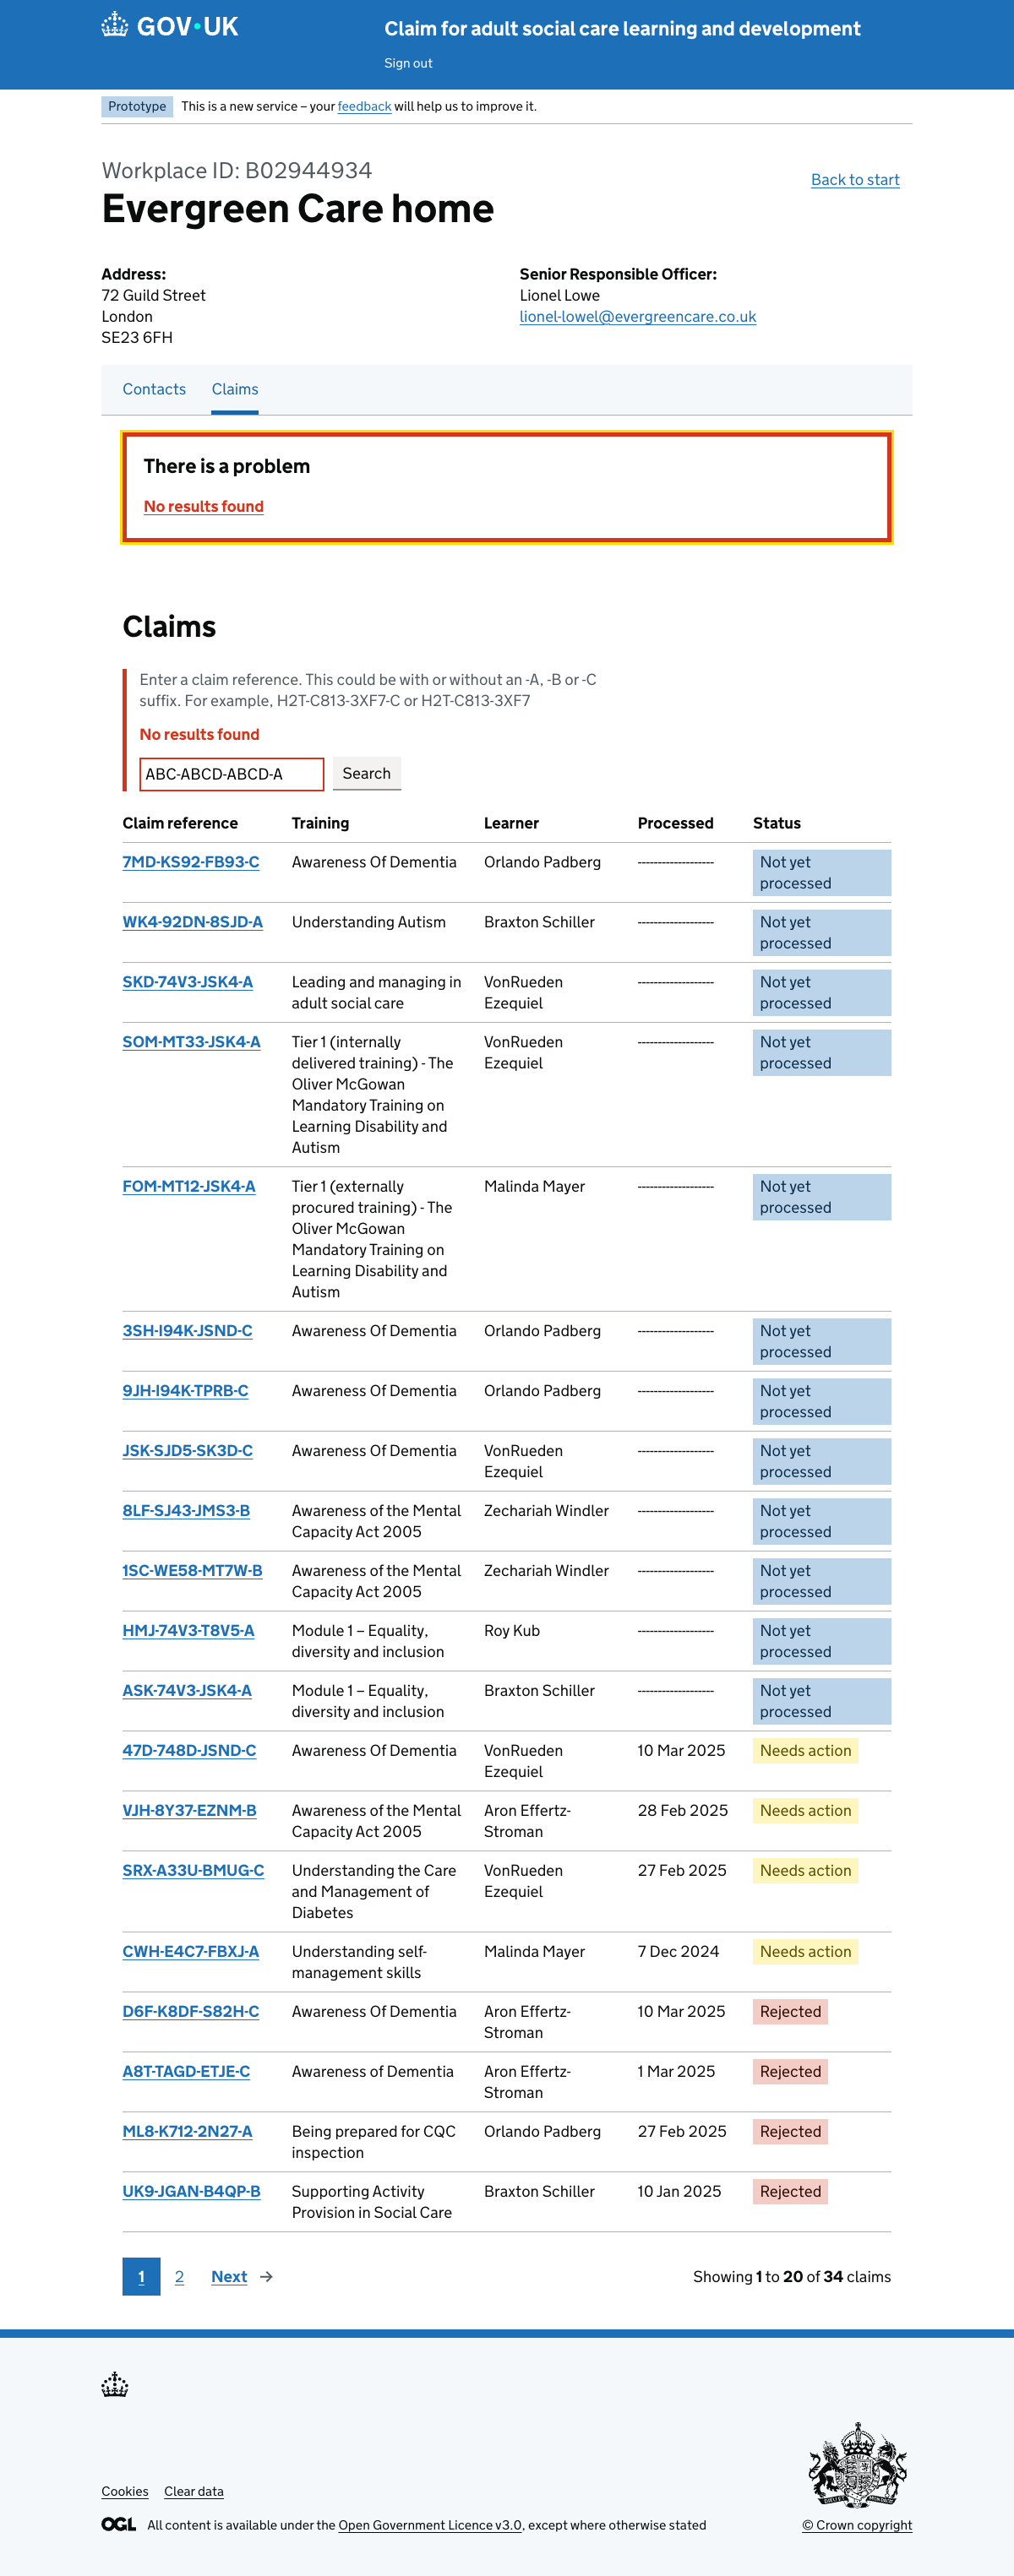 GOV·UK
Claim for adult social care learning and development
Sign out
Prototype This is a new service – your feedback will help us to improve it.
Workplace ID: B02944934
Evergreen Care home
Back to start
Address:
72 Guild Street
London
SE23 6FH
Senior Responsible Officer:
Lionel Lowe
lionel-lowel@evergreencare.co.uk
Contacts Claims
There is a problem
No results found
Claims
Enter a claim reference. This could be with or without an -A, -B or -C
suffix. For example, H2T-C813-3XF7-C or H2T-C813-3XF7
No results found
ABC-ABCD-ABCD-A Search
Claim reference Training Learner Processed Status
7MD-KS92-FB93-C Awareness Of Dementia Orlando Padberg ------------------- Not yet
processed
WK4-92DN-8SJD-A Understanding Autism Braxton Schiller ------------------- Not yet
processed
SKD-74V3-JSK4-A Leading and managing in VonRueden ------------------- Not yet
adult social care Ezequiel processed
SOM-MT33-JSK4-A Tier 1 (internally VonRueden ------------------- Not yet
delivered training) - The Ezequiel processed
Oliver McGowan
Mandatory Training on
Learning Disability and
Autism
FOM-MT12-JSK4-A Tier 1 (externally Malinda Mayer ------------------- Not yet
procured training) - The processed
Oliver McGowan
Mandatory Training on
Learning Disability and
Autism
3SH-I94K-JSND-C Awareness Of Dementia Orlando Padberg ------------------- Not yet
processed
9JH-I94K-TPRB-C Awareness Of Dementia Orlando Padberg ------------------- Not yet
processed
JSK-SJD5-SK3D-C Awareness Of Dementia VonRueden ------------------- Not yet
Ezequiel processed
8LF-SJ43-JMS3-B Awareness of the Mental Zechariah Windler ------------------- Not yet
Capacity Act 2005 processed
1SC-WE58-MT7W-B Awareness of the Mental Zechariah Windler ------------------- Not yet
Capacity Act 2005 processed
HMJ-74V3-T8V5-A Module 1 – Equality, Roy Kub ------------------- Not yet
diversity and inclusion processed
ASK-74V3-JSK4-A Module 1 – Equality, Braxton Schiller ------------------- Not yet
diversity and inclusion processed
47D-748D-JSND-C Awareness Of Dementia VonRueden 10 Mar 2025 Needs action
Ezequiel
VJH-8Y37-EZNM-B Awareness of the Mental Aron Effertz- 28 Feb 2025 Needs action
Capacity Act 2005 Stroman
SRX-A33U-BMUG-C Understanding the Care VonRueden 27 Feb 2025 Needs action
and Management of Ezequiel
Diabetes
CWH-E4C7-FBXJ-A Understanding self- Malinda Mayer 7 Dec 2024 Needs action
management skills
D6F-K8DF-S82H-C Awareness Of Dementia Aron Effertz- 10 Mar 2025 Rejected
Stroman
A8T-TAGD-ETJE-C Awareness of Dementia Aron Effertz- 1 Mar 2025 Rejected
Stroman
ML8-K712-2N27-A Being prepared for CQC Orlando Padberg 27 Feb 2025 Rejected
inspection
UK9-JGAN-B4QP-B Supporting Activity Braxton Schiller 10 Jan 2025 Rejected
Provision in Social Care
1 2 Next → Showing 1 to 20 of 34 claims
Cookies Clear data
OGL All content is available under the Open Government Licence v3.0, except where otherwise stated
© Crown copyright